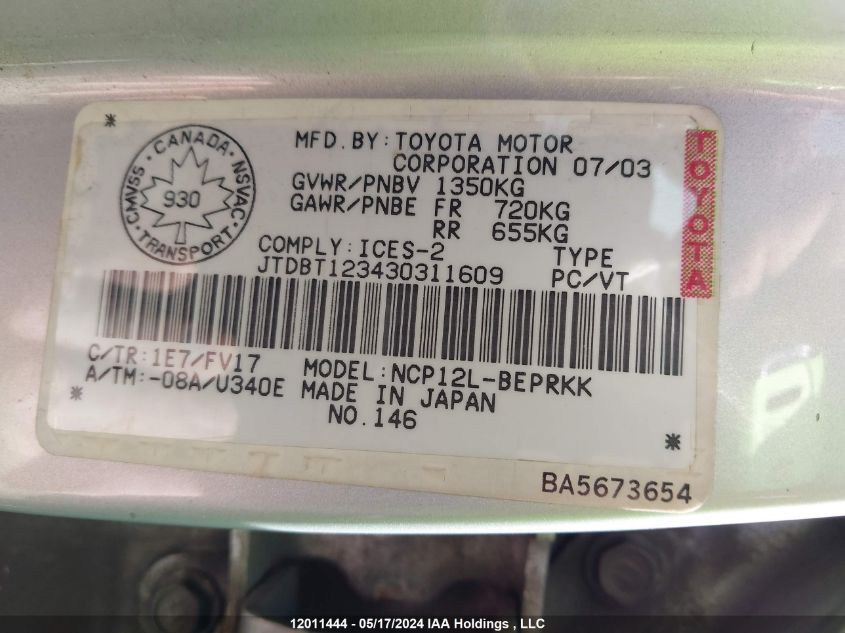 * CANADA · NSVAC · TRANSPORT · CMVSS ·
930
MFD.BY:TOYOTA MOTOR
CORPORATION 07/03
GVWR/PNBV 1350KG
GAWR/PNBE FR 720KG
RR 655KG
COMPLY:ICES-2 TYPE
JTDBT123430311609 PC/VT
TOYOTA
C/TR:1E7/FV17 MODEL:NCP12L-BEPRKK
A/TM:-08A/U340E MADE IN JAPAN
* NO.146 *
BA5673654
12011444 - 05/17/2024 IAA Holdings , LLC